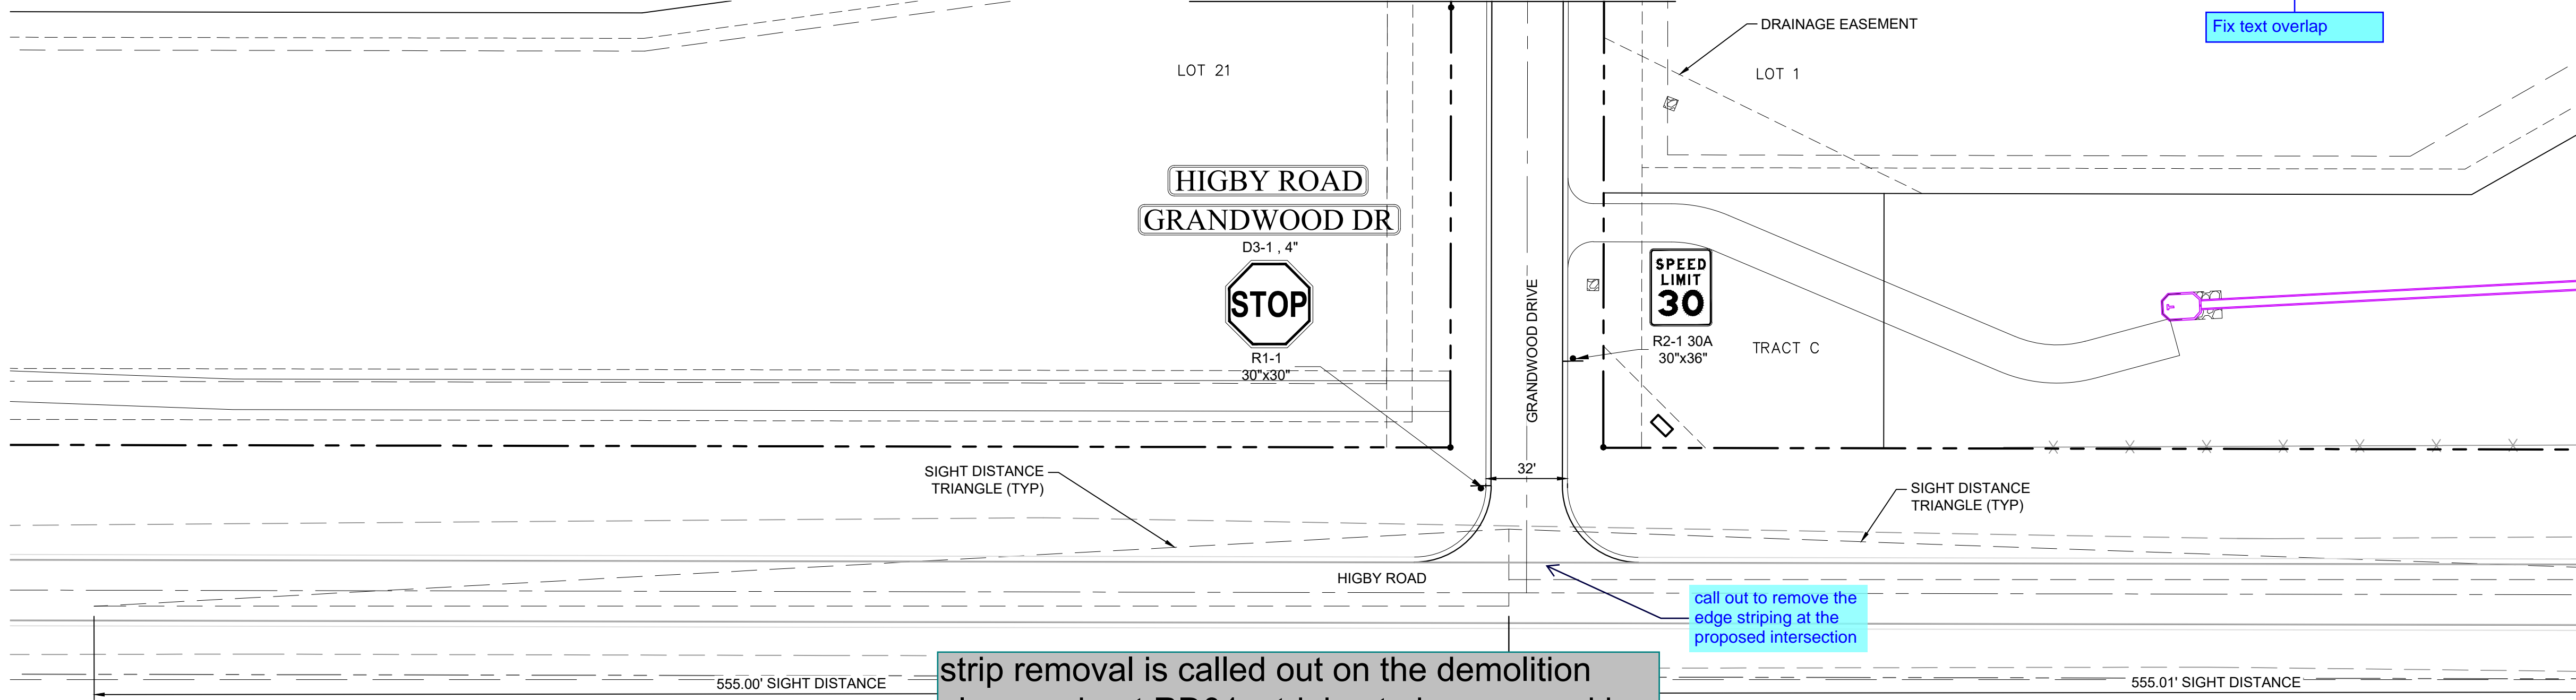 DRAINAGE EASEMENT
Fix text overlap
LOT 21
LOT 1
HIGBY ROAD
GRANDWOOD DR
D3-1 , 4"
STOP
R1-1
30"x30"
SPEED
LIMIT
30
R2-1 30A
30"x36"
TRACT C
GRANDWOOD DRIVE
32'
SIGHT DISTANCE
TRIANGLE (TYP)
SIGHT DISTANCE
TRIANGLE (TYP)
HIGBY ROAD
call out to remove the
edge striping at the
proposed intersection
strip removal is called out on the demolition
555.00' SIGHT DISTANCE
555.01' SIGHT DISTANCE